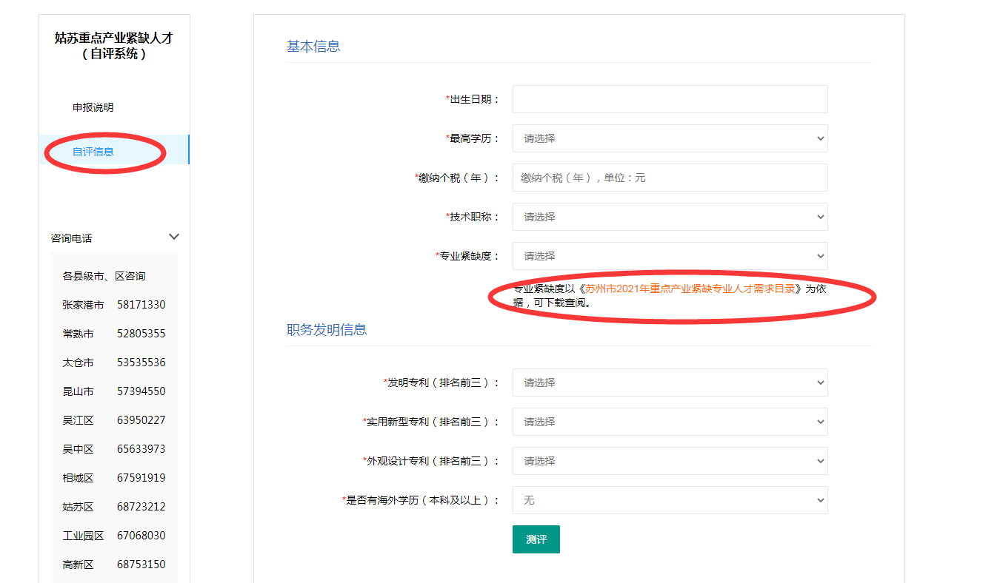 姑苏重点产业紧缺人才
（自评系统）
申报说明
自评信息
咨询电话
各县级市、区咨询
张家港市 58171330
常熟市 52805355
太仓市 53535536
昆山市 57394550
吴江区 63950227
吴中区 65633973
相城区 67591919
姑苏区 68723212
工业园区 67068030
高新区 68753150
基本信息
*出生日期：
*最高学历： 请选择
*缴纳个税（年）： 缴纳个税（年），单位：元
*技术职称： 请选择
*专业紧缺度： 请选择
专业紧缺度以《苏州市2021年重点产业紧缺专业人才需求目录》为依
据，可下载查阅。
职务发明信息
*发明专利（排名前三）： 请选择
*实用新型专利（排名前三）： 请选择
*外观设计专利（排名前三）： 请选择
*是否有海外学历（本科及以上）： 无
测评